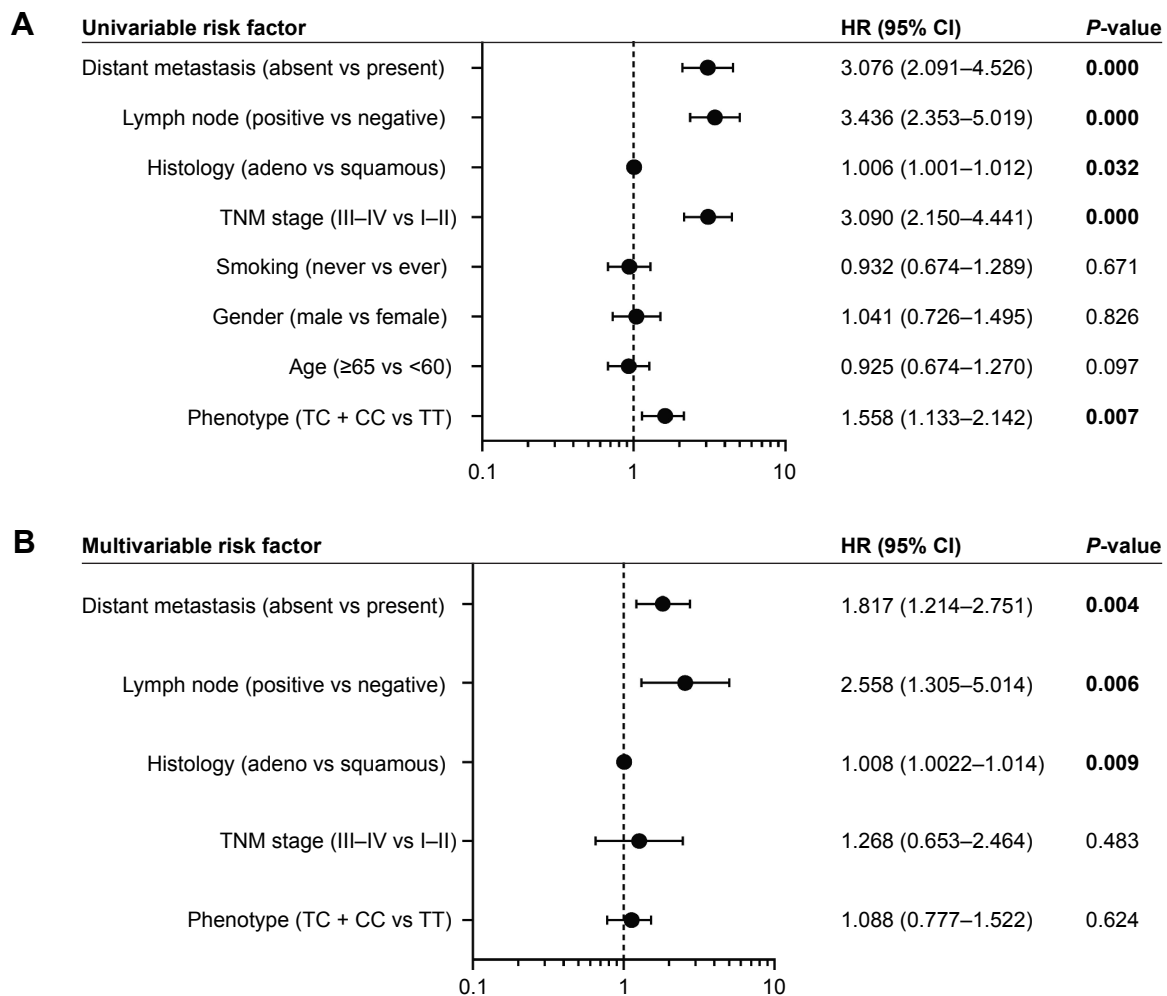 A
Univariable risk factor HR (95% CI) P-value
Distant metastasis (absent vs present) 3.076 (2.091–4.526) 0.000
Lymph node (positive vs negative) 3.436 (2.353–5.019) 0.000
Histology (adeno vs squamous) 1.006 (1.001–1.012) 0.032
TNM stage (III–IV vs I–II) 3.090 (2.150–4.441) 0.000
Smoking (never vs ever) 0.932 (0.674–1.289) 0.671
Gender (male vs female) 1.041 (0.726–1.495) 0.826
Age (≥65 vs <60) 0.925 (0.674–1.270) 0.097
Phenotype (TC + CC vs TT) 1.558 (1.133–2.142) 0.007
0.1 1 10
B
Multivariable risk factor HR (95% CI) P-value
Distant metastasis (absent vs present) 1.817 (1.214–2.751) 0.004
Lymph node (positive vs negative) 2.558 (1.305–5.014) 0.006
Histology (adeno vs squamous) 1.008 (1.0022–1.014) 0.009
TNM stage (III–IV vs I–II) 1.268 (0.653–2.464) 0.483
Phenotype (TC + CC vs TT) 1.088 (0.777–1.522) 0.624
0.1 1 10